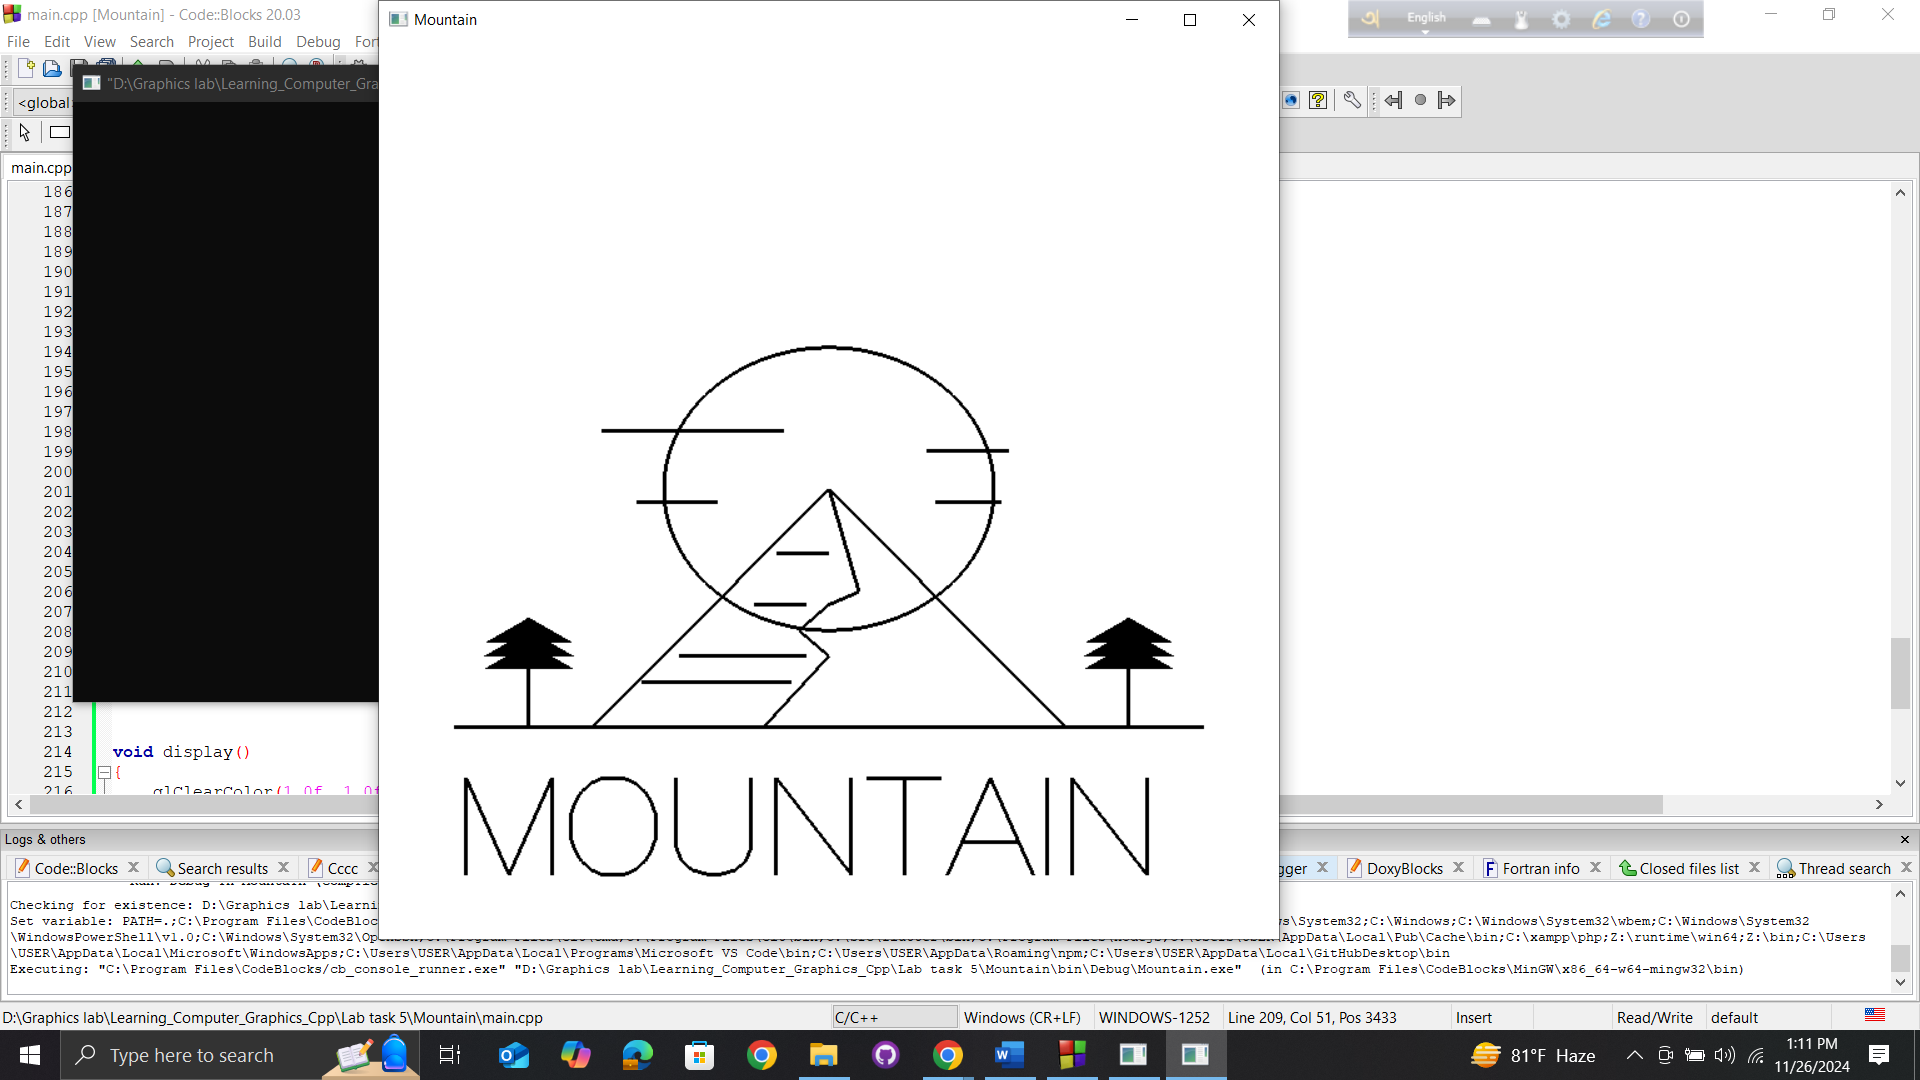 main.cpp [Mountain] - Code::Blocks 20.03
Mountain
English
File Edit View Search Project Build Debug Fort
"D:\Graphics lab\Learning_Computer_Gra
<global
main.cpp
186
187
188
189
190
191
192
193
194
195
196
197
198
199
200
201
202
203
204
205
206
207
208
209
210
211
212
213
214 void display()
215 {
216 glClearColor(1.0f, 1.0f
MOUNTAIN
Logs & others
Code::Blocks Search results Cccc gger DoxyBlocks Fortran info Closed files list Thread search
Checking for existence: D:\Graphics lab\Learni
Set variable: PATH=.;C:\Program Files\CodeBloc s\System32;C:\Windows;C:\Windows\System32\wbem;C:\Windows\System32
\WindowsPowerShell\v1.0;C:\Windows\System32\Op \AppData\Local\Pub\Cache\bin;C:\xampp\php;Z:\runtime\win64;Z:\bin;C:\Users
\USER\AppData\Local\Microsoft\WindowsApps;C:\Users\USER\AppData\Local\Programs\Microsoft VS Code\bin;C:\Users\USER\AppData\Roaming\npm;C:\Users\USER\AppData\Local\GitHubDesktop\bin
Executing: "C:\Program Files\CodeBlocks/cb_console_runner.exe" "D:\Graphics lab\Learning_Computer_Graphics_Cpp\Lab task 5\Mountain\bin\Debug\Mountain.exe" (in C:\Program Files\CodeBlocks\MinGW\x86_64-w64-mingw32\bin)
D:\Graphics lab\Learning_Computer_Graphics_Cpp\Lab task 5\Mountain\main.cpp C/C++ Windows (CR+LF) WINDOWS-1252 Line 209, Col 51, Pos 3433 Insert Read/Write default
Type here to search 81°F Haze 1:11 PM
11/26/2024